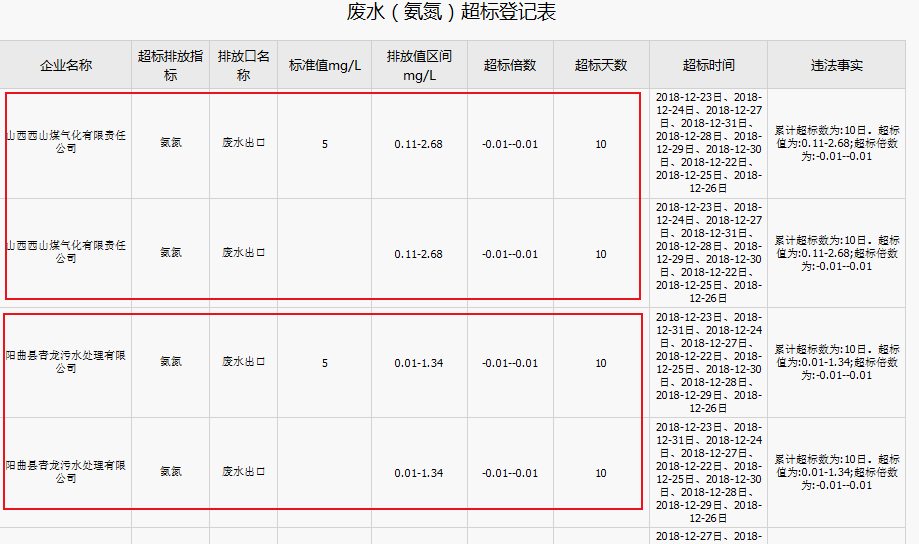 废水（氨氮）超标登记表
企业名称
超标排放指
标
排放口名
称
标准值mg/L
排放值区间
mg/L
超标倍数
超标天数
超标时间
违法事实
山西西山煤气化有限责任
公司
氨氮
废水出口
5
0.11-2.68
-0.01--0.01
10
2018-12-23日、2018-
12-24日、2018-12-27
日、2018-12-31日、
2018-12-28日、2018-
12-29日、2018-12-30
日、2018-12-22日、
2018-12-25日、2018-
12-26日
累计超标数为:10日。超标
值为:0.11-2.68;超标倍数
为:-0.01--0.01
山西西山煤气化有限责任
公司
氨氮
废水出口
0.11-2.68
-0.01--0.01
10
2018-12-23日、2018-
12-24日、2018-12-27
日、2018-12-31日、
2018-12-28日、2018-
12-29日、2018-12-30
日、2018-12-22日、
2018-12-25日、2018-
12-26日
累计超标数为:10日。超标
值为:0.11-2.68;超标倍数
为:-0.01--0.01
阳曲县青龙污水处理有限
公司
氨氮
废水出口
5
0.01-1.34
-0.01--0.01
10
2018-12-23日、2018-
12-31日、2018-12-24
日、2018-12-27日、
2018-12-22日、2018-
12-25日、2018-12-30
日、2018-12-28日、
2018-12-29日、2018-
12-26日
累计超标数为:10日。超标
值为:0.01-1.34;超标倍数
为:-0.01--0.01
阳曲县青龙污水处理有限
公司
氨氮
废水出口
0.01-1.34
-0.01--0.01
10
2018-12-23日、2018-
12-31日、2018-12-24
日、2018-12-27日、
2018-12-22日、2018-
12-25日、2018-12-30
日、2018-12-28日、
2018-12-29日、2018-
12-26日
累计超标数为:10日。超标
值为:0.01-1.34;超标倍数
为:-0.01--0.01
2018-12-27日、2018-